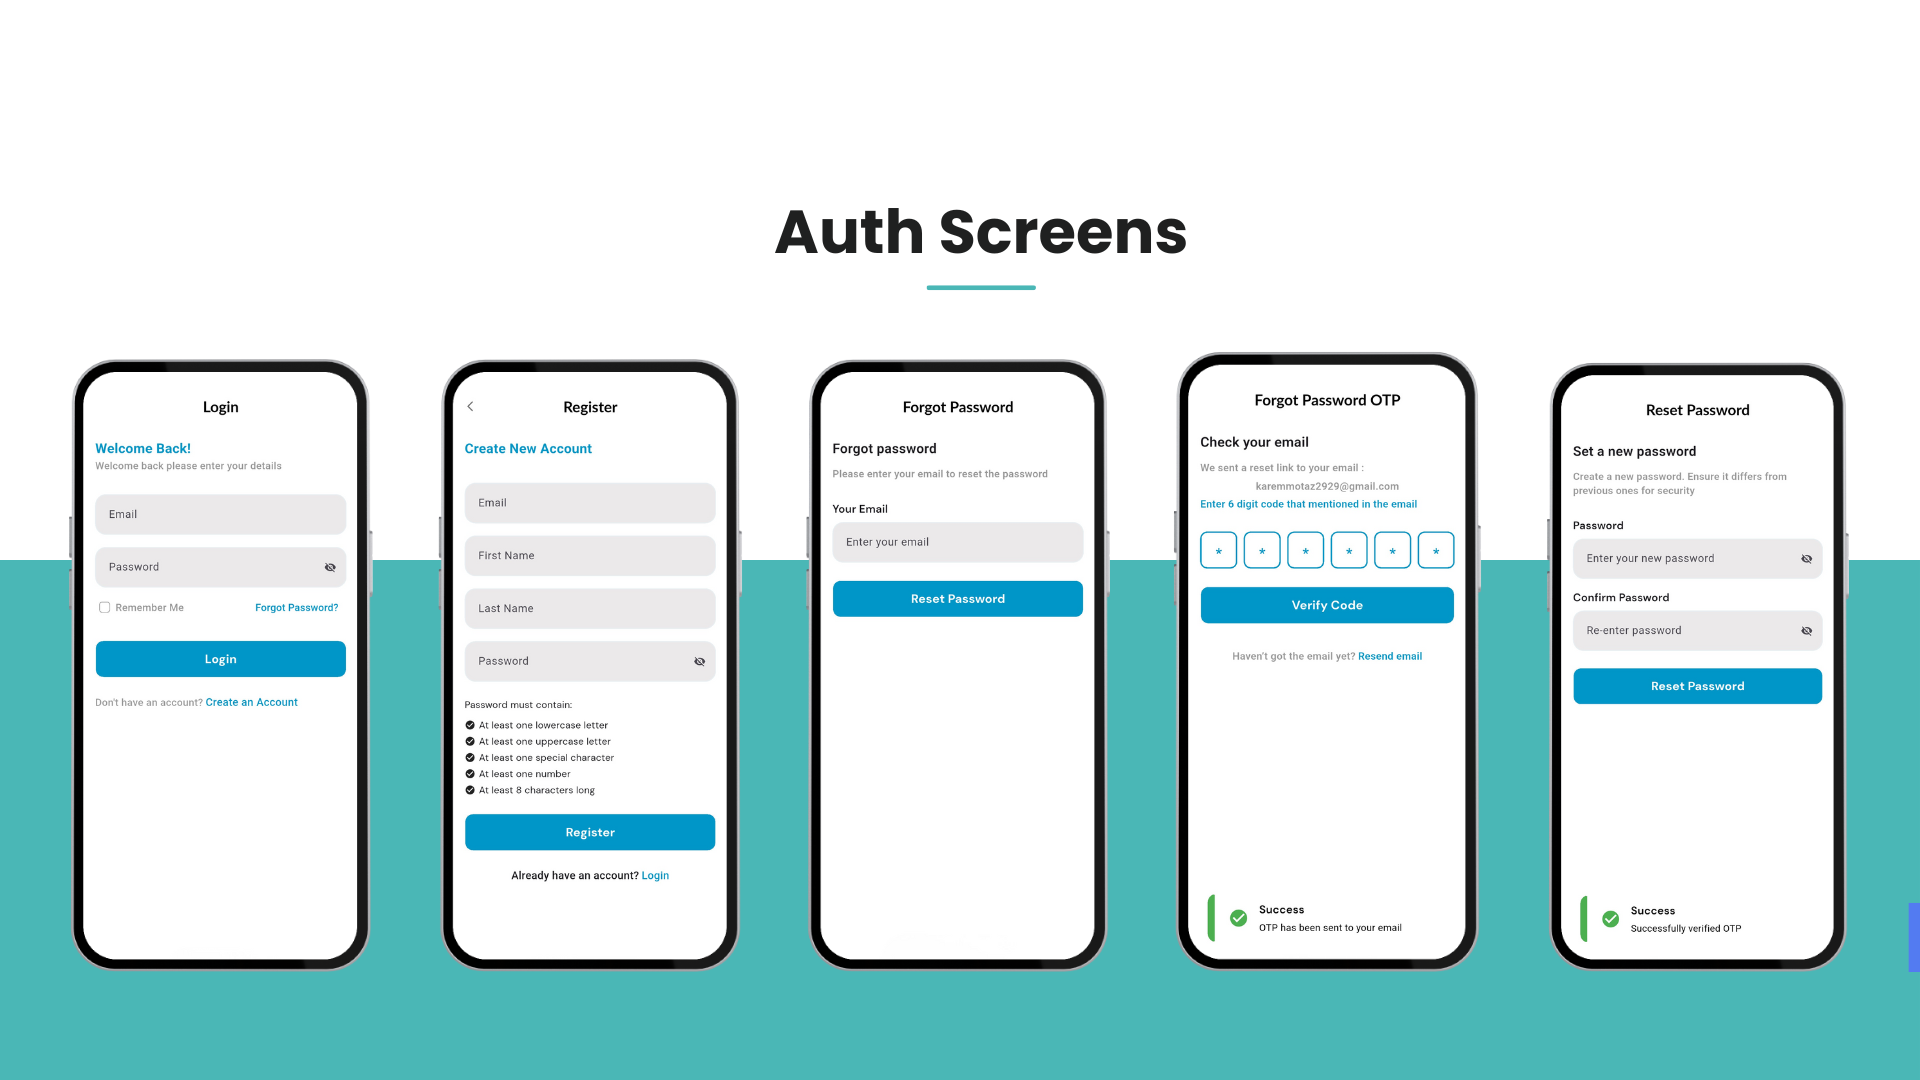 Auth Screens
Login
Welcome Back!
Welcome back please enter your details
Email
Password
Remember Me
Forgot Password?
Login
Don't have an account? Create an Account
Register
Create New Account
Email
First Name
Last Name
Password
Password must contain:
At least one lowercase letter
At least one uppercase letter
At least one special character
At least one number
At least 8 characters long
Register
Already have an account? Login
Forgot Password
Forgot password
Please enter your email to reset the password
Your Email
Enter your email
Reset Password
Forgot Password OTP
Check your email
We sent a reset link to your email :
karemmotaz2929@gmail.com
Enter 6 digit code that mentioned in the email
* * * * * *
Verify Code
Haven't got the email yet? Resend email
Success
OTP has been sent to your email
Reset Password
Set a new password
Create a new password. Ensure it differs from
previous ones for security
Password
Enter your new password
Confirm Password
Re-enter password
Reset Password
Success
Successfully verified OTP